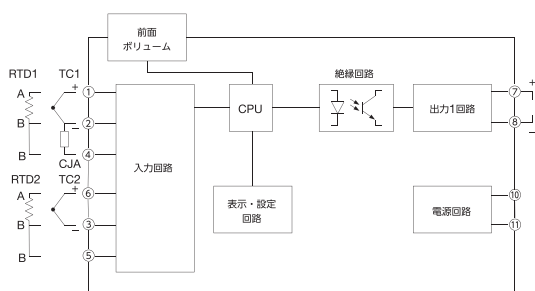 前面
ボリューム
RTD1
TC1
A
+
①
B
−
②
B
④
CJA
RTD2
TC2
A
+
⑥
B
−
③
B
⑤
入力回路
CPU
表示・設定
回路
絶縁回路
出力1回路
⑦
+
⑧
−
電源回路
⑩
⑪